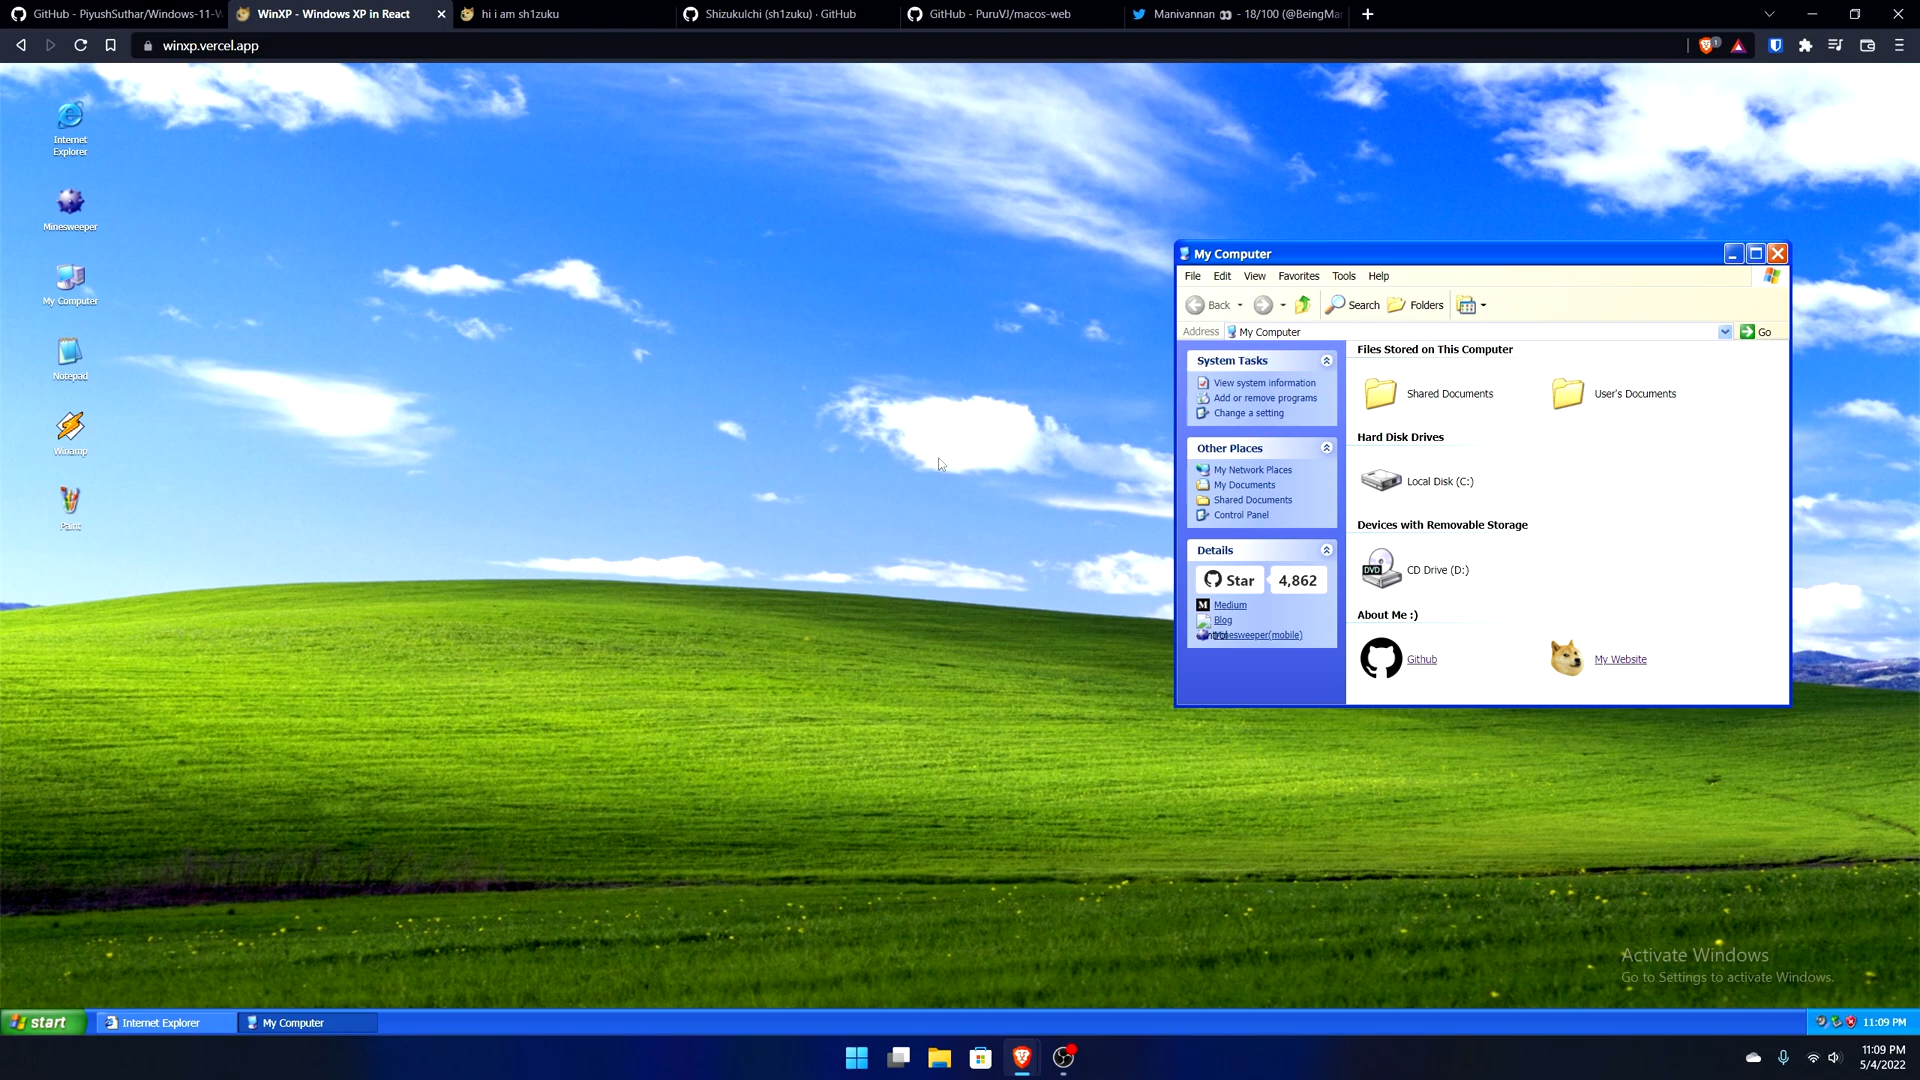 GitHub - PiyushSuthar/Windows-11-W
WinXP - Windows XP in React
hi i am sh1zuku
ShizukuIchi (sh1zuku) · GitHub
GitHub - PuruVJ/macos-web
Manivannan 👀 - 18/100 (@BeingMa
winxp.vercel.app
1
Internet
Explorer
Minesweeper
My Computer
Notepad
Winamp
Paint
My Computer
File Edit View Favorites Tools Help
Back Search Folders
Address My Computer Go
System Tasks
View system information
Add or remove programs
Change a setting
Other Places
My Network Places
My Documents
Shared Documents
Control Panel
Details
Star 4,862
Medium
Blog
Minesweeper(mobile)
Files Stored on This Computer
Shared Documents
User's Documents
Hard Disk Drives
Local Disk (C:)
Devices with Removable Storage
DVD
CD Drive (D:)
About Me :)
Github
My Website
Activate Windows
Go to Settings to activate Windows.
start
Internet Explorer
My Computer
11:09 PM
11:09 PM
5/4/2022